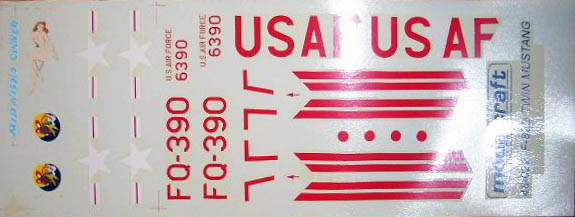 U.S. AIR FORCE
6390
U.S. AIR FORCE
6390
FQ-390
FQ-390
USAF
US AF
TWIN MUSTANG